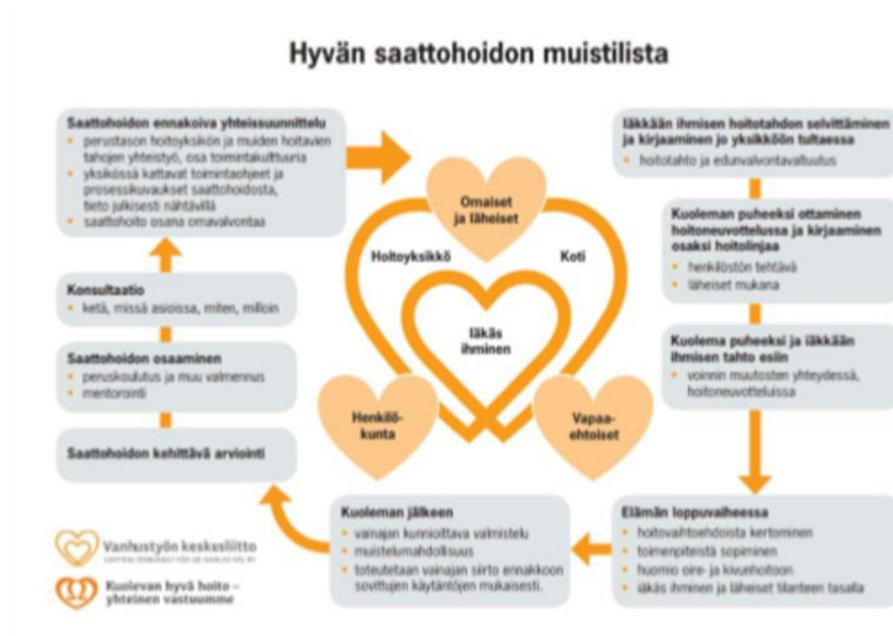 Hyvän saattohoidon muistilista
Saattohoidon ennakoiva yhteissuunnittelu
• perustason hoitoyksikön ja muiden hoitavien
tahojen yhteistyö, osa toimintakulttuuria
• yksikössä kattavat toimintaohjeet ja
prosessikuvaukset saattohoidosta,
tieto julkisesti nähtävillä
• saattohoito osana omavalvontaa
Konsultaatio
• ketä, missä asioissa, miten, milloin
Saattohoidon osaaminen
• peruskoulutus ja muu valmennus
• mentorointi
Saattohoidon kehittävä arviointi
Omaiset
ja läheiset
Hoitoyksikkö
Koti
Iäkäs
ihminen
Henkilö-
kunta
Vapaa-
ehtoiset
Iäkkään ihmisen hoitotahdon selvittäminen
ja kirjaaminen jo yksikköön tultaessa
• hoitotahto ja edunvalvontavaltuutus
Kuoleman puheeksi ottaminen
hoitoneuvottelussa ja kirjaaminen
osaksi hoitolinjaa
• henkilöstön tehtävä
• läheiset mukana
Kuolema puheeksi ja iäkkään
ihmisen tahto esiin
• voinnin muutosten yhteydessä,
hoitoneuvotteluissa
Elämän loppuvaiheessa
• hoitovaihtoehdoista kertominen
• toimenpiteistä sopiminen
• huomio oire- ja kivunhoitoon
• iäkäs ihminen ja läheiset tilanteen tasalla
Kuoleman jälkeen
• vainajan kunnioittava valmistelu
• muistelumahdollisuus
• toteutetaan vainajan siirto ennakkoon
sovittujen käytäntöjen mukaisesti.
Vanhustyön keskusliitto
Kuolevan hyvä hoito –
yhteinen vastuumme